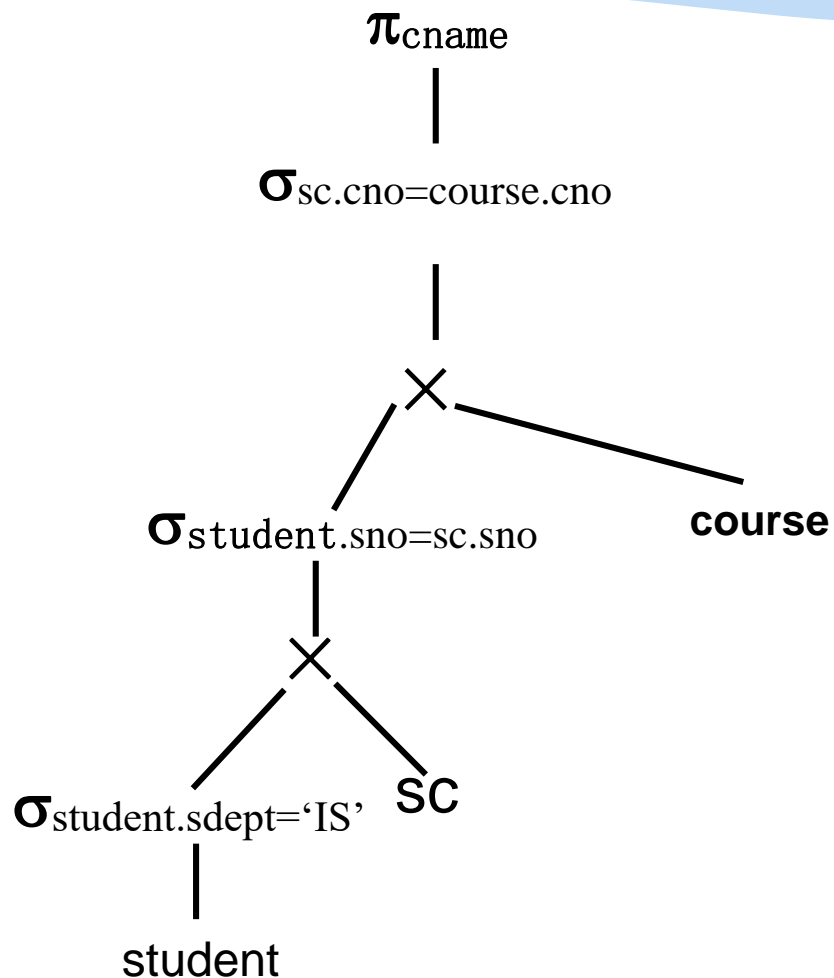 πcname
σsc.cno=course.cno
×
σstudent.sno=sc.sno
course
×
σstudent.sdept=‘IS’
sc
student